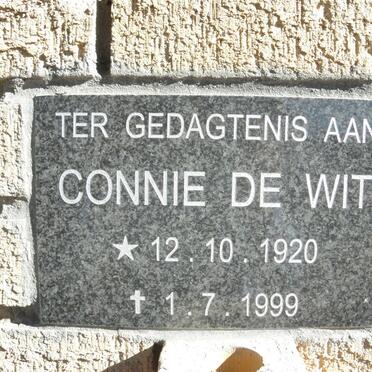 TER GEDAGTENIS AAN
CONNIE DE WIT
★ 12.10.1920
✝ 1.7.1999